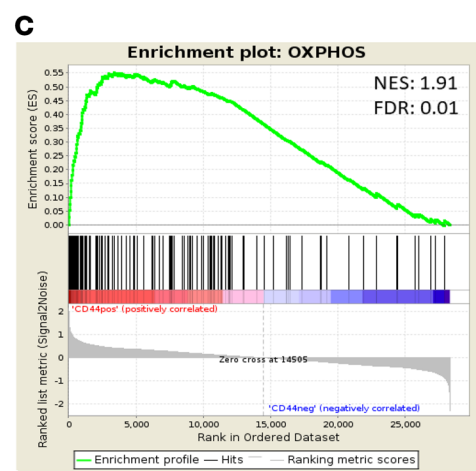 C
Enrichment plot: OXPHOS
NES: 1.91
FDR: 0.01
Enrichment score (ES)
0.55
0.50
0.45
0.40
0.35
0.30
0.25
0.20
0.15
0.10
0.05
0.00
'CD44pos' (positively correlated)
Ranked list metric (Signal2Noise)
2
1
0
-1
-2
Zero cross at 14505
'CD44neg' (negatively correlated)
0 5,000 10,000 15,000 20,000 25,000
Rank in Ordered Dataset
Enrichment profile Hits Ranking metric scores